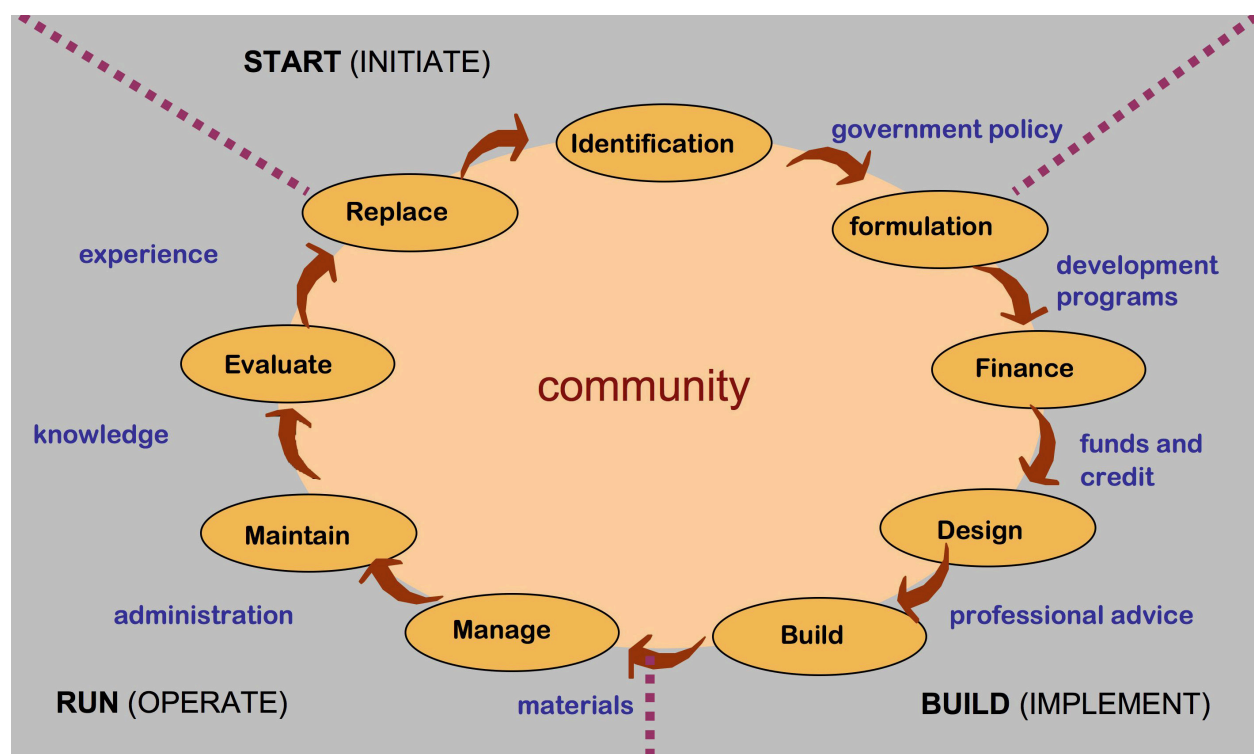 START (INITIATE)
Identification
government policy
Replace
formulation
experience
development
programs
Evaluate
Finance
community
knowledge
funds and
credit
Maintain
Design
administration
Manage
Build
professional advice
RUN (OPERATE)
materials
BUILD (IMPLEMENT)